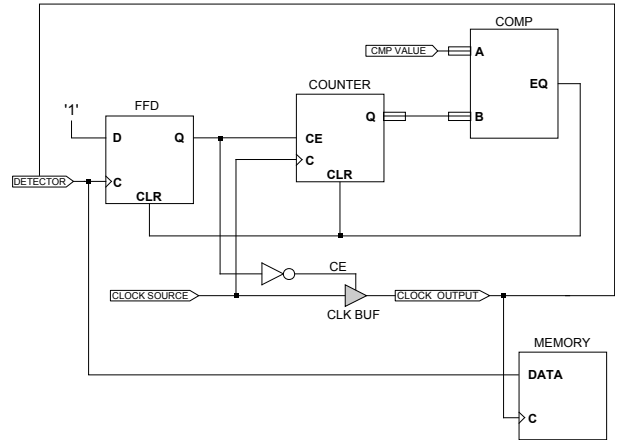 COMP
CMP VALUE
A
EQ
B
COUNTER
Q
CE
C
CLR
FFD
'1'
D
Q
DETECTOR
C
CLR
CE
CLOCK SOURCE
CLK BUF
CLOCK OUTPUT
MEMORY
DATA
C